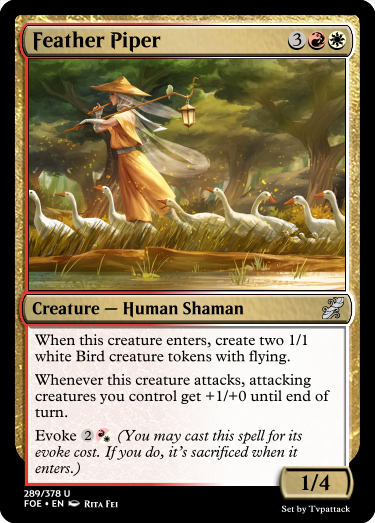 Feather Piper 3
Creature — Human Shaman
When this creature enters, create two 1/1
white Bird creature tokens with flying.
Whenever this creature attacks, attacking
creatures you control get +1/+0 until end of
turn.
Evoke 2 (You may cast this spell for its
evoke cost. If you do, it's sacrificed when it
enters.)
1/4
289/378 U
FOE • EN Rita Fei
Set by Tvpattack